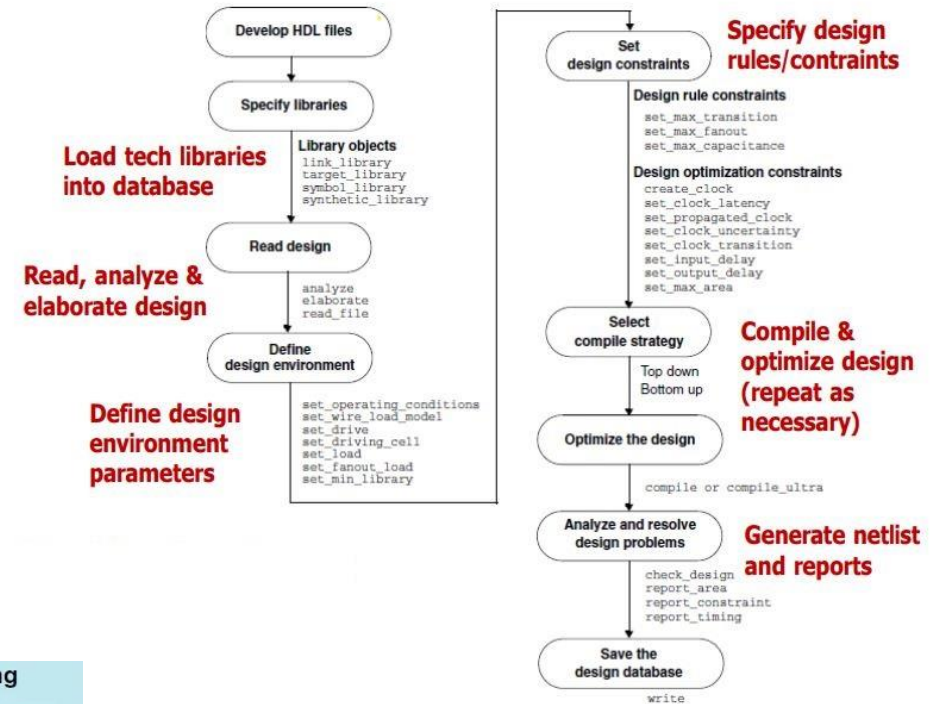 Develop HDL files
Specify libraries
Load tech libraries
into database
Library objects
link_library
target_library
symbol_library
synthetic_library
Read design
Read, analyze &
elaborate design
analyze
elaborate
read_file
Define
design environment
Define design
environment
parameters
set_operating_conditions
set_wire_load_model
set_drive
set_driving_cell
set_load
set_fanout_load
set_min_library
Set
design constraints
Specify design
rules/contraints
Design rule constraints
set_max_transition
set_max_fanout
set_max_capacitance
Design optimization constraints
create_clock
set_clock_latency
set_propagated_clock
set_clock_uncertainty
set_clock_transition
set_input_delay
set_output_delay
set_max_area
Select
compile strategy
Compile &
optimize design
(repeat as
necessary)
Top down
Bottom up
Optimize the design
compile or compile_ultra
Analyze and resolve
design problems
Generate netlist
and reports
check_design
report_area
report_constraint
report_timing
Save the
design database
write